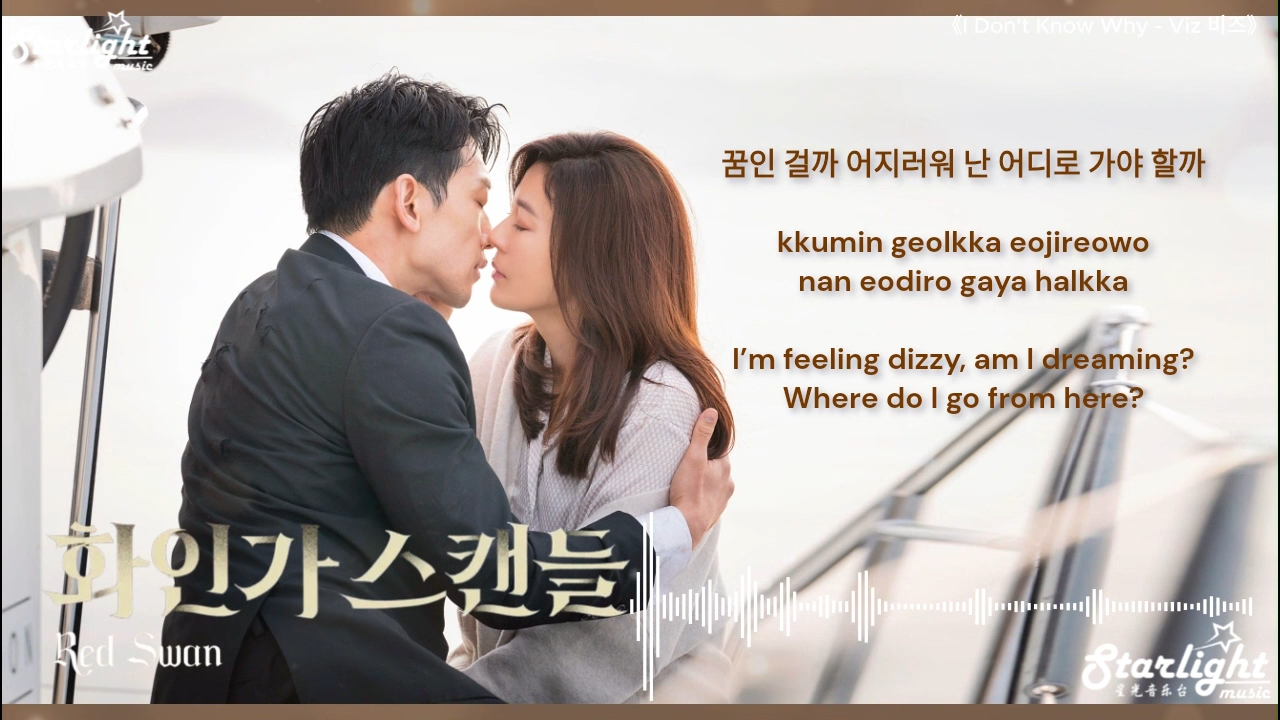 Starlight
music
《I Don't Know Why - Viz 비즈》
꿈인 걸까 어지러워 난 어디로 가야 할까
kkumin geolkka eojireowo
nan eodiro gaya halkka
I'm feeling dizzy, am I dreaming?
Where do I go from here?
화인가 스캔들
Red Swan
Starlight
星光音乐台 music